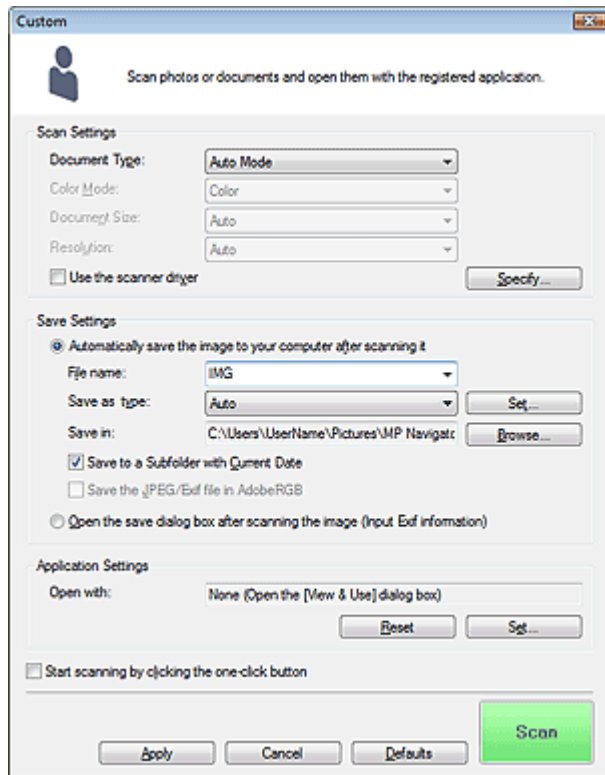 Custom
Scan photos or documents and open them with the registered application.
Scan Settings
Document Type: Auto Mode
Color Mode: Color
Document Size: Auto
Resolution: Auto
Use the scanner driver Specify...
Save Settings
Automatically save the image to your computer after scanning it
File name: IMG
Save as type: Auto Set...
Save in: C:\Users\UserName\Pictures\MP Navigato Browse...
Save to a Subfolder with Current Date
Save the JPEG/Exif file in AdobeRGB
Open the save dialog box after scanning the image (Input Exif information)
Application Settings
Open with: None (Open the [View & Use] dialog box)
Reset Set...
Start scanning by clicking the one-click button
Scan
Apply Cancel Defaults